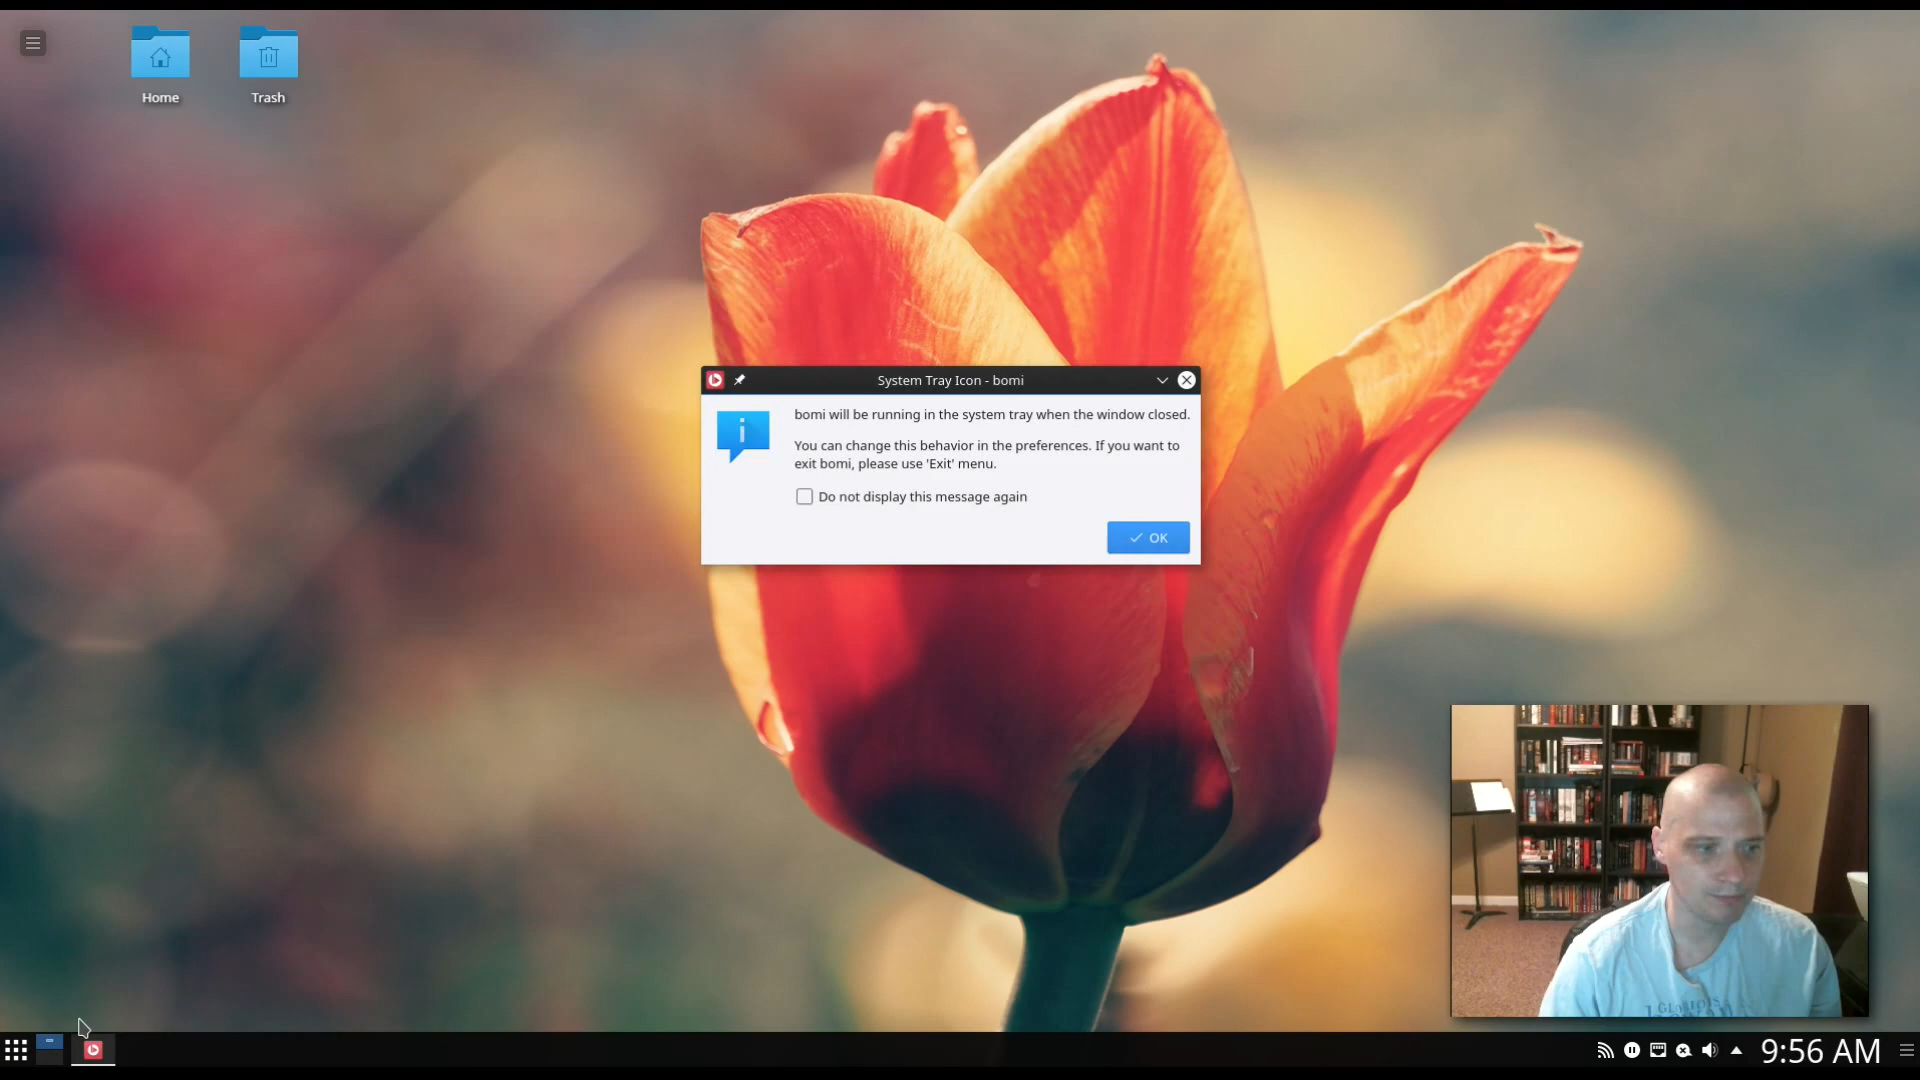 Home
Trash
System Tray Icon - bomi
bomi will be running in the system tray when the window closed.
You can change this behavior in the preferences. If you want to
exit bomi, please use 'Exit' menu.
Do not display this message again
OK
GLORIOUS
9:56 AM